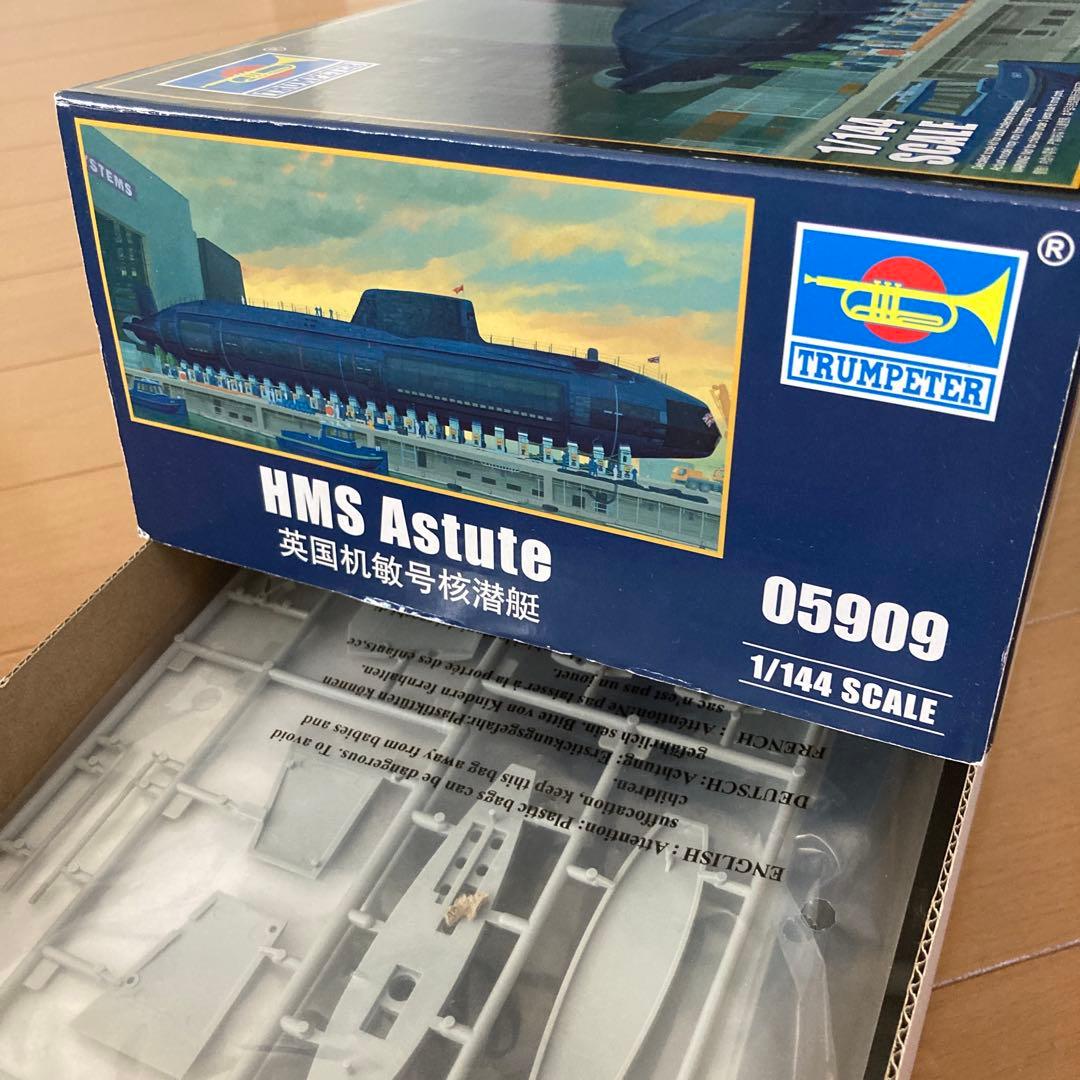 TRUMPETER
®
1/144
SCALE
STEMS
®
TRUMPETER
HMS Astute
英国机敏号核潜艇
05909
1/144 SCALE
ENGLISH : Attention: Plastic bags can be dangerous. To avoid
suffocation, keep this bag away from babies and
children.
DEUTSCH: Achtung: Erstickungsgefahr:Plastiktüten können
gefährlich sein. Bitte von Kindern fernhalten.
FRENCH : Attention:Ne pas laisser à la portée des enfants,ce
sac n'est pas un jouet.